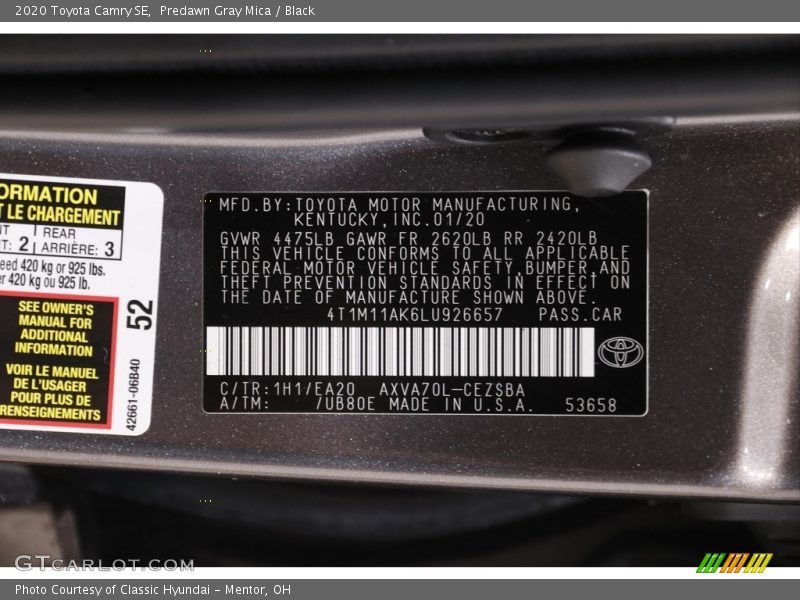 2020 Toyota Camry SE, Predawn Gray Mica / Black
ORMATION
T LE CHARGEMENT
NT : 2 REAR
ARRIÈRE: 3
eed 420 kg or 925 lbs.
er 420 kg ou 925 lb.
SEE OWNER'S
MANUAL FOR
ADDITIONAL
INFORMATION
VOIR LE MANUEL
DE L'USAGER
POUR PLUS DE
RENSEIGNEMENTS
52
42661-06B40
MFD.BY:TOYOTA MOTOR MANUFACTURING,
KENTUCKY,INC.01/20
GVWR 4475LB GAWR FR 2620LB RR 2420LB
THIS VEHICLE CONFORMS TO ALL APPLICABLE
FEDERAL MOTOR VEHICLE SAFETY,BUMPER,AND
THEFT PREVENTION STANDARDS IN EFFECT ON
THE DATE OF MANUFACTURE SHOWN ABOVE.
4T1M11AK6LU926657 PASS.CAR
C/TR:1H1/EA20 AXVA70L-CEZSBA
A/TM: /UB80E MADE IN U.S.A. 53658
GTCARLOT.COM
Photo Courtesy of Classic Hyundai - Mentor, OH